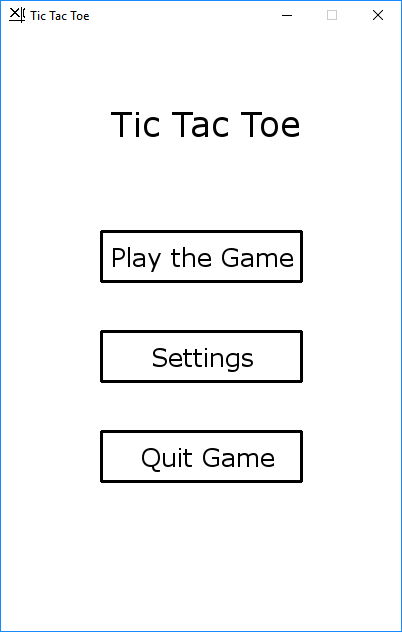 Tic Tac Toe
Tic Tac Toe
Play the Game
Settings
Quit Game